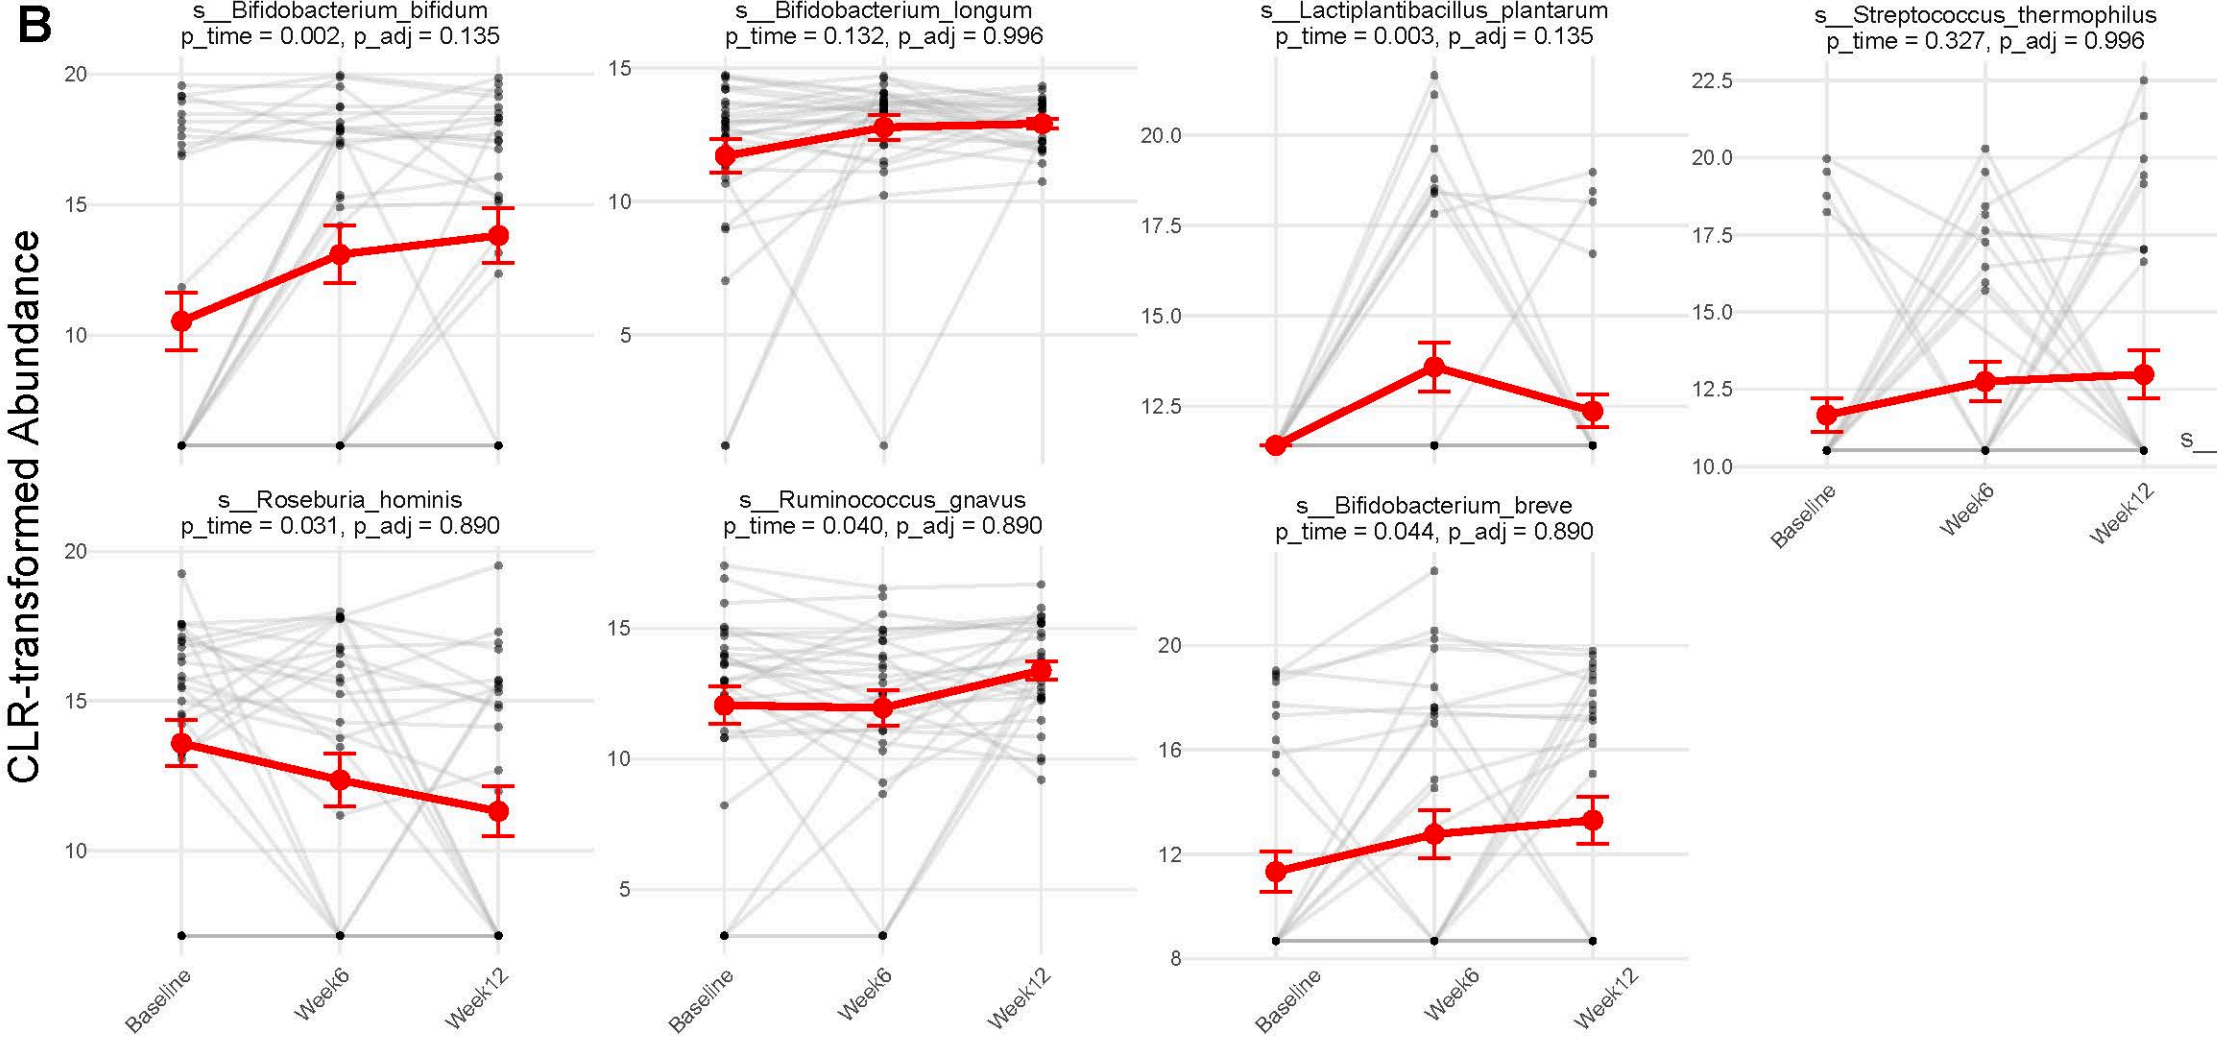 B
s__Bifidobacterium_bifidum
p_time = 0.002, p_adj = 0.135
s__Bifidobacterium_longum
p_time = 0.132, p_adj = 0.996
s__Lactiplantibacillus_plantarum
p_time = 0.003, p_adj = 0.135
s__Streptococcus_thermophilus
p_time = 0.327, p_adj = 0.996
20
15
10
15
10
5
20.0
17.5
15.0
12.5
22.5
20.0
17.5
15.0
12.5
10.0
s__
Baseline
Week6
Week12
CLR-transformed Abundance
s__Roseburia_hominis
p_time = 0.031, p_adj = 0.890
s__Ruminococcus_gnavus
p_time = 0.040, p_adj = 0.890
s__Bifidobacterium_breve
p_time = 0.044, p_adj = 0.890
20
15
10
15
10
5
20
16
12
8
Baseline
Week6
Week12
Baseline
Week6
Week12
Baseline
Week6
Week12